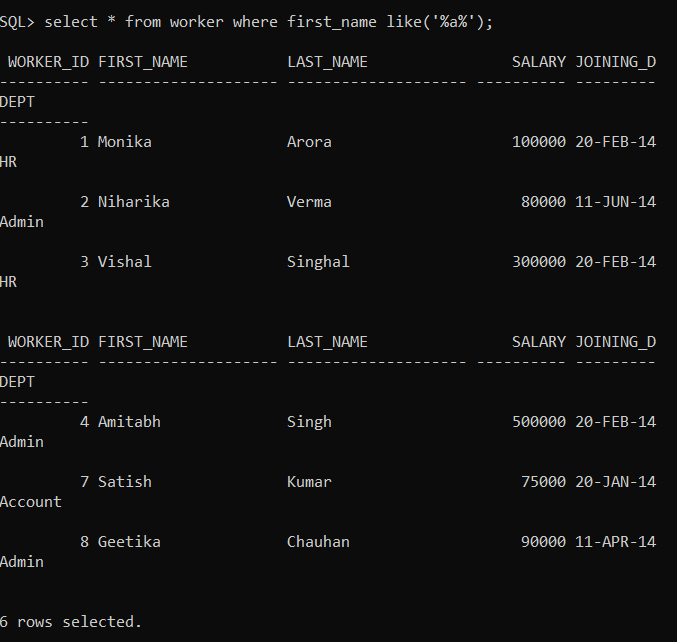 SQL> select * from worker where first_name like('%a%');
WORKER_ID FIRST_NAME LAST_NAME SALARY JOINING_D
---------- -------------------- -------------------- ---------- ---------
DEPT
----------
1 Monika Arora 100000 20-FEB-14
HR
2 Niharika Verma 80000 11-JUN-14
Admin
3 Vishal Singhal 300000 20-FEB-14
HR
WORKER_ID FIRST_NAME LAST_NAME SALARY JOINING_D
---------- -------------------- -------------------- ---------- ---------
DEPT
----------
4 Amitabh Singh 500000 20-FEB-14
Admin
7 Satish Kumar 75000 20-JAN-14
Account
8 Geetika Chauhan 90000 11-APR-14
Admin
6 rows selected.